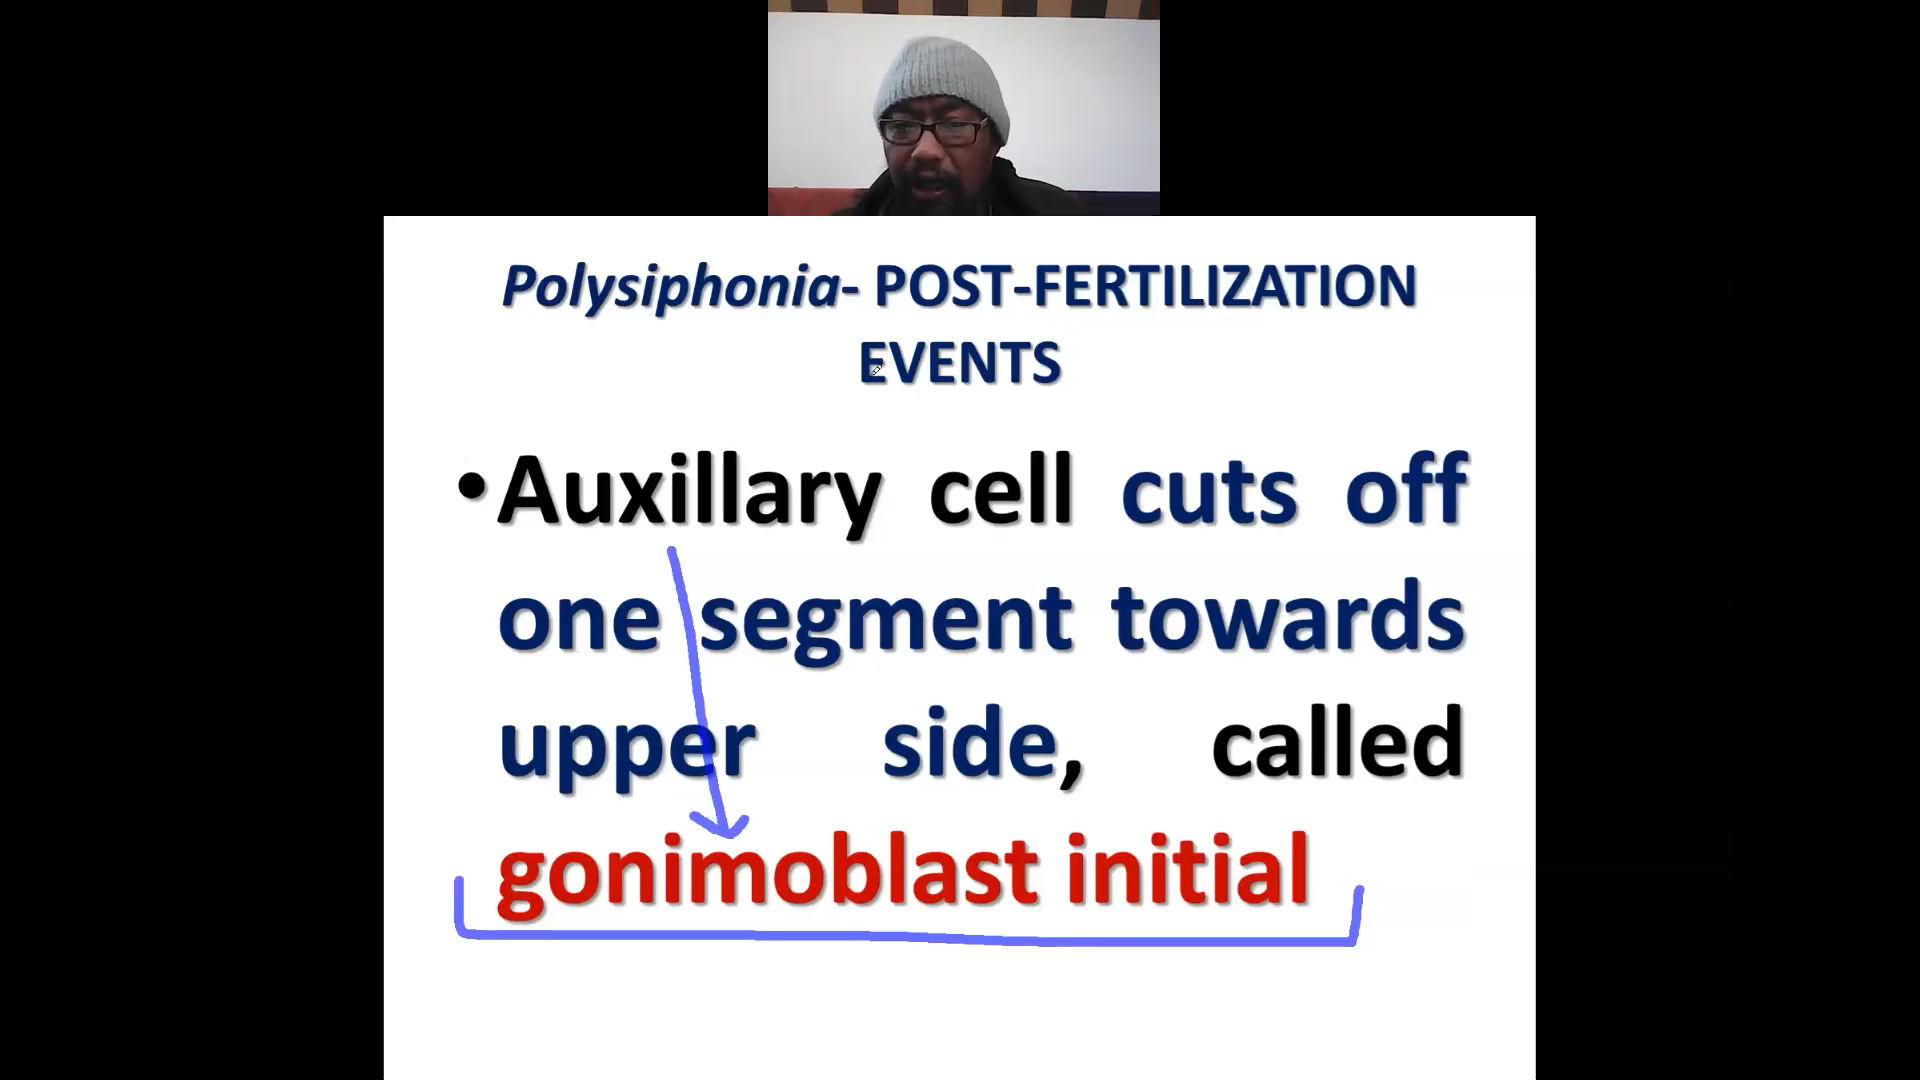 Polysiphonia- POST-FERTILIZATION
EVENTS
•Auxillary cell cuts off
one segment towards
upper side, called
gonimoblast initial